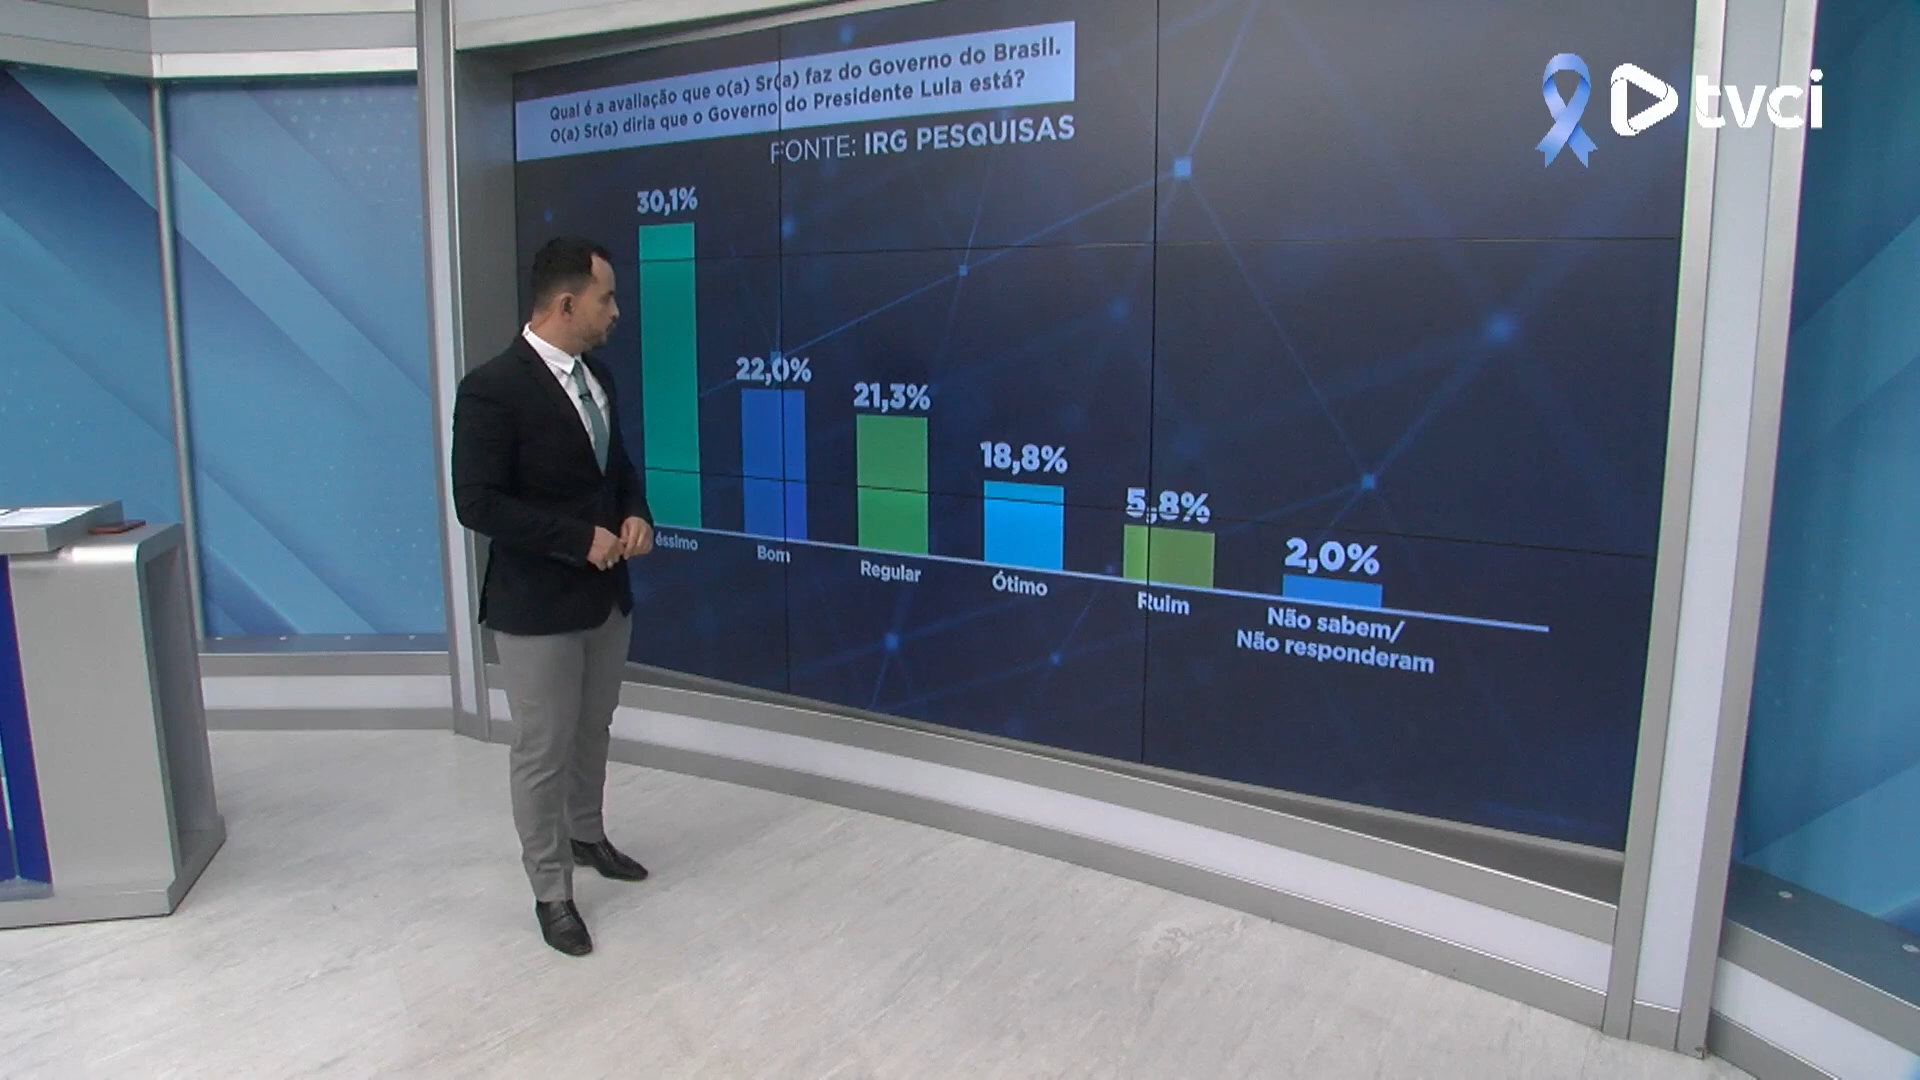 Qual é a avaliação que o(a) Sr(a) faz do Governo do Brasil.
O(a) Sr(a) diria que o Governo do Presidente Lula está?
FONTE: IRG PESQUISAS
tvci
30,1%
22,0%
21,3%
18,8%
5,8%
2,0%
éssimo
Bom
Regular
Ótimo
Ruim
Não sabem/
Não responderam